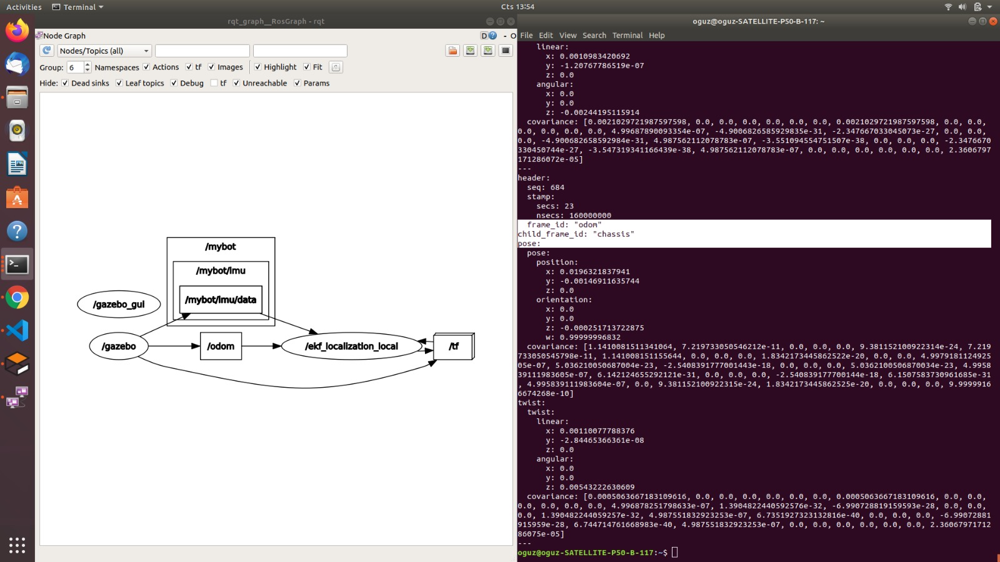 Activities
Terminal
Cts 13:54
rqt_graph__RosGraph - rqt
Node Graph
D
- O
Nodes/Topics (all)
Group: 6 Namespaces Actions tf Images Highlight Fit
Hide: Dead sinks Leaf topics Debug tf Unreachable Params
/mybot
/mybot/imu
/mybot/imu/data
/gazebo_gui
/gazebo
/odom
/ekf_localization_local
/tf
oguz@oguz-SATELLITE-P50-B-117: ~
File Edit View Search Terminal Help
linear:
x: 0.0010983420692
y: -1.20767786519e-07
z: 0.0
angular:
x: 0.0
y: 0.0
z: -0.00244195115914
covariance: [0.0021029721987597598, 0.0, 0.0, 0.0, 0.0, 0.0, 0.0, 0.0021029721987597598, 0.0, 0.0,
0.0, 0.0, 0.0, 0.0, 4.99687890093354e-07, -4.9006826585929835e-31, -2.347667033045073e-27, 0.0, 0.0,
0.0, -4.900682658592984e-31, 4.987562112078783e-07, -3.551094554751507e-38, 0.0, 0.0, 0.0, -2.3476670
330450744e-27, -3.547319341166439e-38, 4.987562112078783e-07, 0.0, 0.0, 0.0, 0.0, 0.0, 0.0, 2.3606797
171286072e-05]
---
header:
seq: 684
stamp:
secs: 23
nsecs: 160000000
frame_id: "odom"
child_frame_id: "chassis"
pose:
pose:
position:
x: 0.0196321837941
y: -0.00146911635744
z: 0.0
orientation:
x: 0.0
y: 0.0
z: -0.000251713722875
w: 0.99999996832
covariance: [1.1410081511341064, 7.219733050546212e-11, 0.0, 0.0, 0.0, 9.381152100922314e-24, 7.219
733050545798e-11, 1.141008151155644, 0.0, 0.0, 0.0, 1.8342173445862522e-20, 0.0, 0.0, 4.9979181124925
05e-07, 5.036210050687004e-23, -2.5408391777001443e-18, 0.0, 0.0, 0.0, 5.0362100506870034e-23, 4.9958
39111983605e-07, 6.142124655292121e-31, 0.0, 0.0, 0.0, -2.540839177700144e-18, 6.1507583730961685e-31
, 4.995839111983604e-07, 0.0, 9.381152100922315e-24, 1.8342173445862525e-20, 0.0, 0.0, 0.0, 9.9999916
6674268e-10]
twist:
twist:
linear:
x: 0.00110077788376
y: -2.84465366361e-08
z: 0.0
angular:
x: 0.0
y: 0.0
z: 0.00543222630609
covariance: [0.0005063667183109616, 0.0, 0.0, 0.0, 0.0, 0.0, 0.0, 0.0005063667183109616, 0.0, 0.0,
0.0, 0.0, 0.0, 0.0, 4.996878251798633e-07, 1.3904822440592576e-32, -6.990728819159593e-28, 0.0, 0.0,
0.0, 1.390482244059257e-32, 4.987551832923253e-07, 6.7351927323132816e-40, 0.0, 0.0, 0.0, -6.99072881
915959e-28, 6.744714761668983e-40, 4.987551832923253e-07, 0.0, 0.0, 0.0, 0.0, 0.0, 0.0, 2.36067971712
86075e-05]
---
oguz@oguz-SATELLITE-P50-B-117:~$